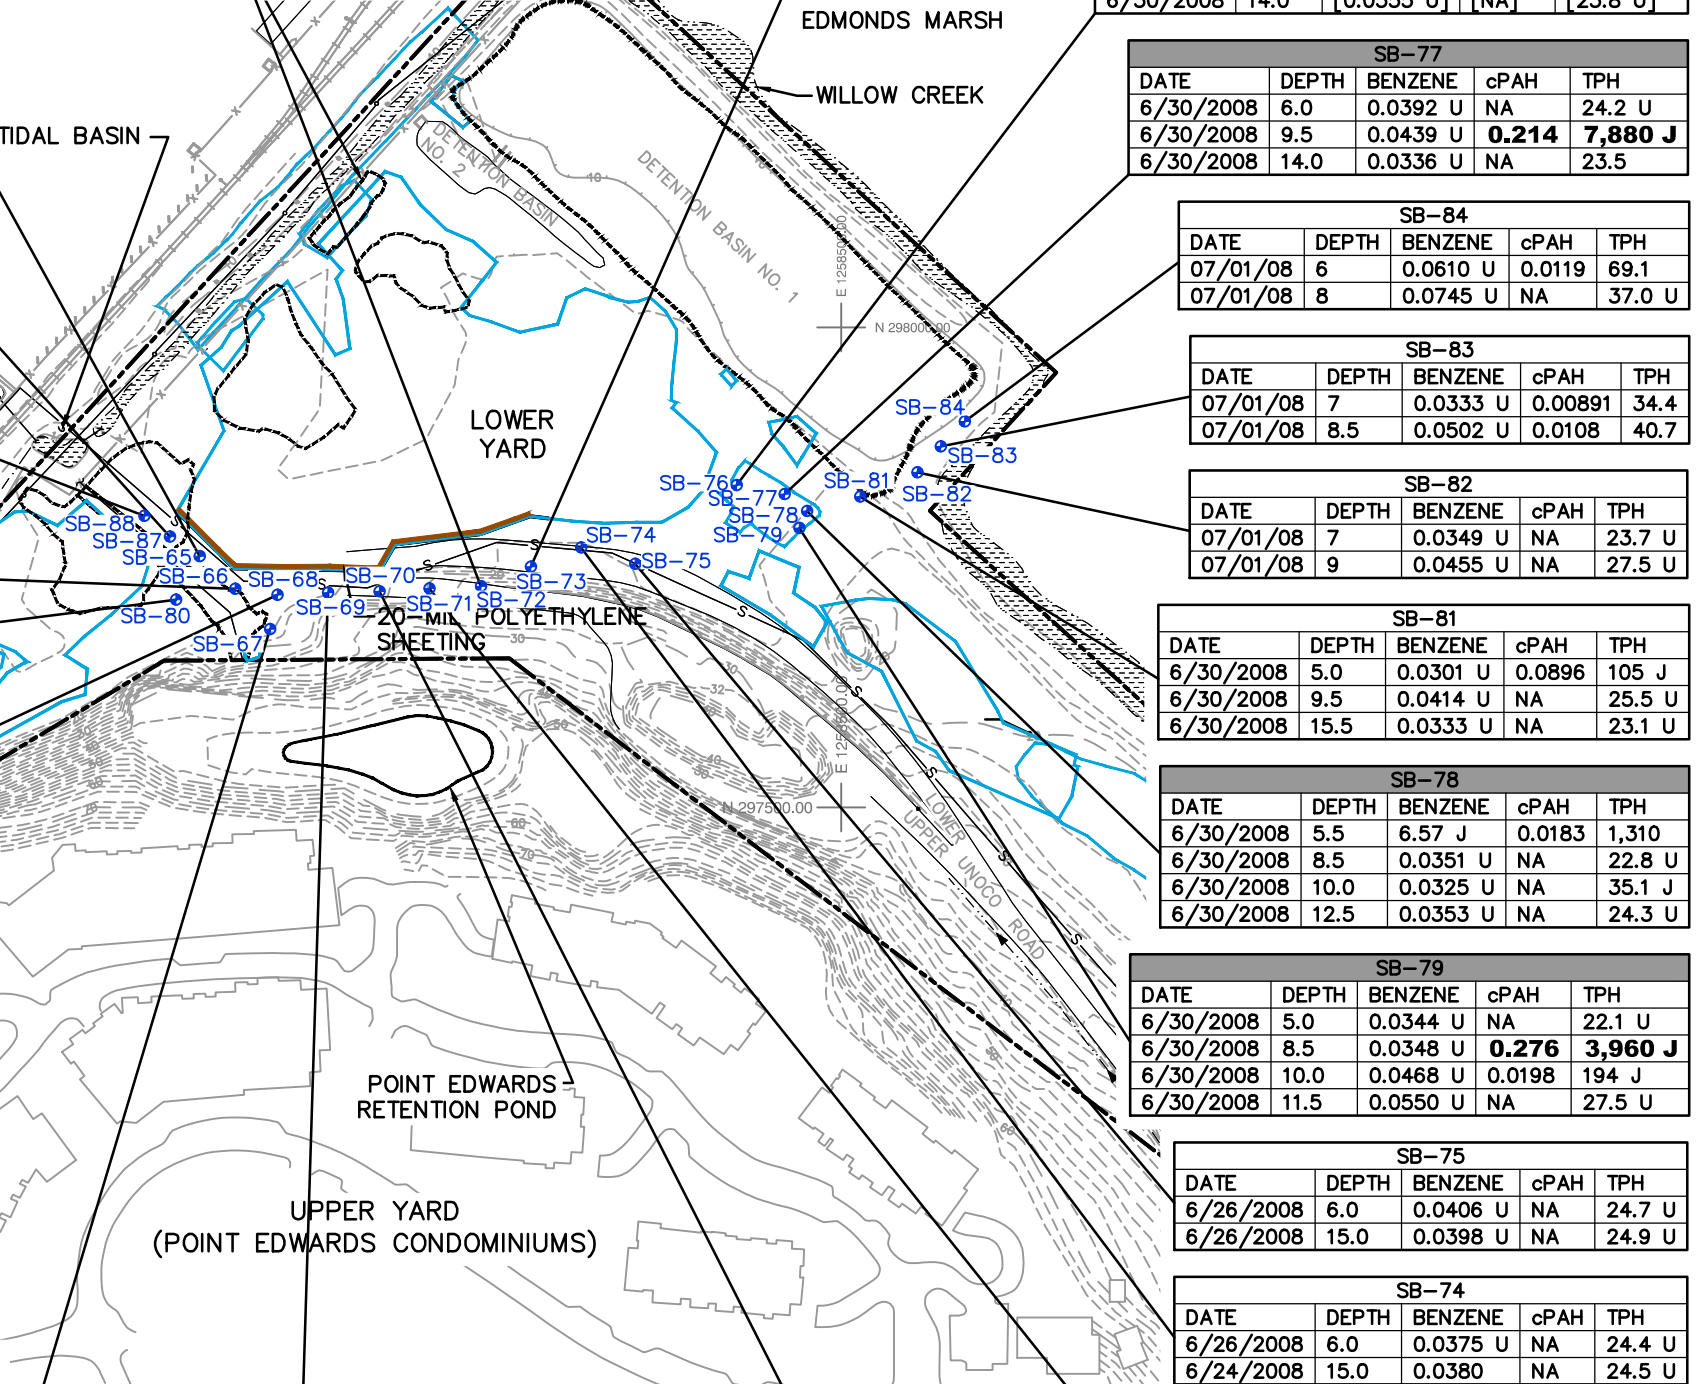 EDMONDS MARSH
WILLOW CREEK
TIDAL BASIN
DETENTION BASIN
NO. 2
DETENTION BASIN NO. 1
10
E 1258500.00
N 298000.00
LOWER
YARD
SB-84
SB-83
SB-82
SB-81
SB-76
SB-77
SB-78
SB-79
SB-74
SB-75
SB-73
SB-72
SB-71
SB-70
SB-69
SB-68
SB-67
SB-66
SB-65
SB-80
SB-87
SB-88
20-MIL POLYETHYLENE
SHEETING
30
32
N 297500.00
LOWER
UPPER UNOCO ROAD
POINT EDWARDS
RETENTION POND
UPPER YARD
(POINT EDWARDS CONDOMINIUMS)
6/30/2008 14.0 [0.0333 U] [NA] [23.8 U]
SB-77
DATE DEPTH BENZENE cPAH TPH
6/30/2008 6.0 0.0392 U NA 24.2 U
6/30/2008 9.5 0.0439 U 0.214 7,880 J
6/30/2008 14.0 0.0336 U NA 23.5
SB-84
DATE DEPTH BENZENE cPAH TPH
07/01/08 6 0.0610 U 0.0119 69.1
07/01/08 8 0.0745 U NA 37.0 U
SB-83
DATE DEPTH BENZENE cPAH TPH
07/01/08 7 0.0333 U 0.00891 34.4
07/01/08 8.5 0.0502 U 0.0108 40.7
SB-82
DATE DEPTH BENZENE cPAH TPH
07/01/08 7 0.0349 U NA 23.7 U
07/01/08 9 0.0455 U NA 27.5 U
SB-81
DATE DEPTH BENZENE cPAH TPH
6/30/2008 5.0 0.0301 U 0.0896 105 J
6/30/2008 9.5 0.0414 U NA 25.5 U
6/30/2008 15.5 0.0333 U NA 23.1 U
SB-78
DATE DEPTH BENZENE cPAH TPH
6/30/2008 5.5 6.57 J 0.0183 1,310
6/30/2008 8.5 0.0351 U NA 22.8 U
6/30/2008 10.0 0.0325 U NA 35.1 J
6/30/2008 12.5 0.0353 U NA 24.3 U
SB-79
DATE DEPTH BENZENE cPAH TPH
6/30/2008 5.0 0.0344 U NA 22.1 U
6/30/2008 8.5 0.0348 U 0.276 3,960 J
6/30/2008 10.0 0.0468 U 0.0198 194 J
6/30/2008 11.5 0.0550 U NA 27.5 U
SB-75
DATE DEPTH BENZENE cPAH TPH
6/26/2008 6.0 0.0406 U NA 24.7 U
6/26/2008 15.0 0.0398 U NA 24.9 U
SB-74
DATE DEPTH BENZENE cPAH TPH
6/26/2008 6.0 0.0375 U NA 24.4 U
6/24/2008 15.0 0.0380 NA 24.5 U